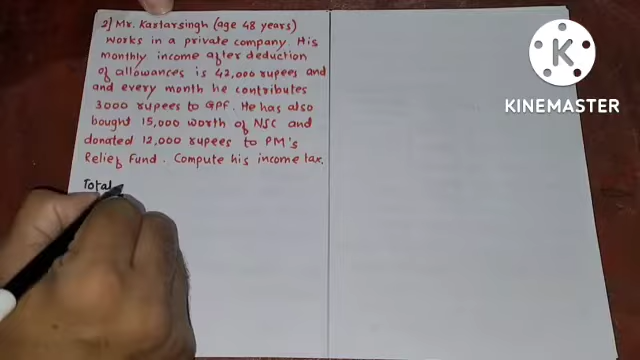 2] Mr. Kartarsingh (age 48 years)
works in a private company. His
monthly income after deduction
of allowances is 42,000 rupees and
and every month he contributes
3000 rupees to GPF. He has also
bought 15,000 worth of NSC and
donated 12,000 rupees to PM's
Relief Fund. Compute his income tax.
Total
K
KINEMASTER